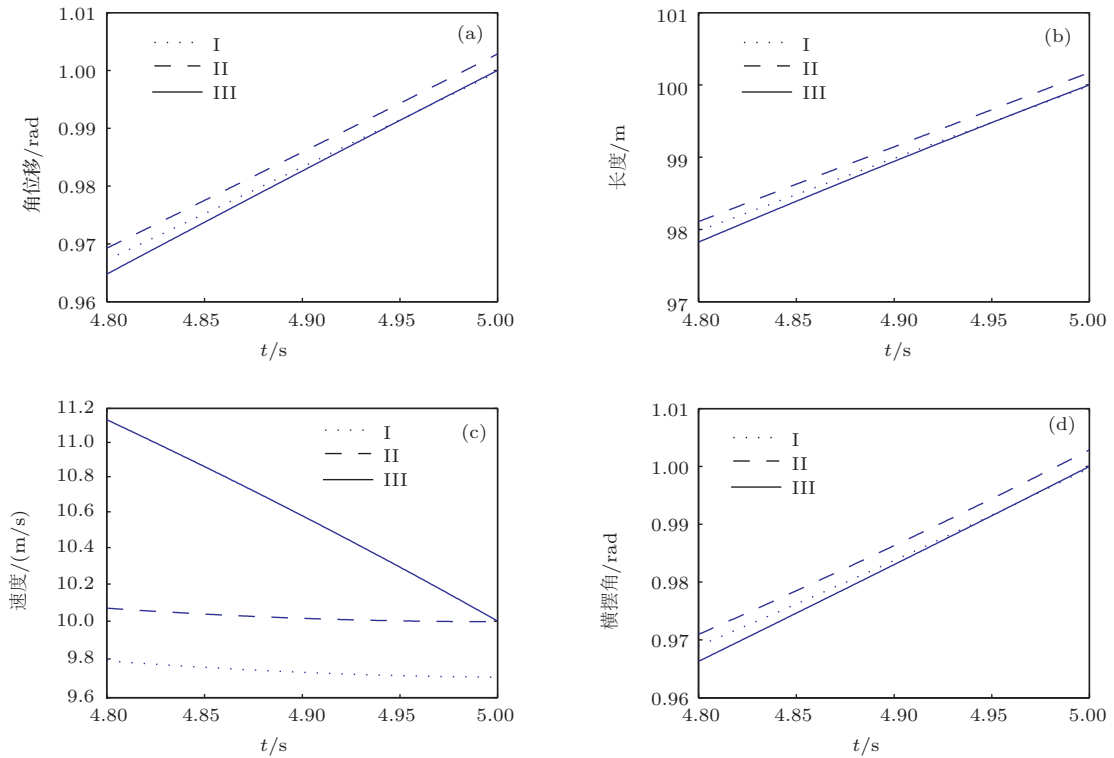 1.01
(a)
I
II
III
1.00
0.99
0.98
0.97
0.96
角位移/rad
4.80
4.85
4.90
4.95
5.00
t/s
101
(b)
I
II
III
100
99
98
97
长度/m
4.80
4.85
4.90
4.95
5.00
t/s
11.2
(c)
I
II
III
11.0
10.8
10.6
10.4
10.2
10.0
9.8
9.6
速度/(m/s)
4.80
4.85
4.90
4.95
5.00
t/s
1.01
(d)
I
II
III
1.00
0.99
0.98
0.97
0.96
横摆角/rad
4.80
4.85
4.90
4.95
5.00
t/s